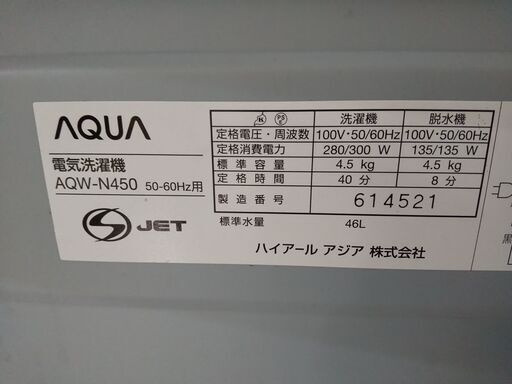 AQUA
電気洗濯機
AQW-N450 50-60Hz用
S JET
PS E 洗濯機 脱水機
定格電圧・周波数 100V・50/60Hz 100V・50/60Hz
定格消費電力 280/300 W 135/135 W
標準容量 4.5 kg 4.5 kg
定格時間 40 分 8 分
製造番号 614521
標準水量 46L
ハイアール アジア 株式会社
黒